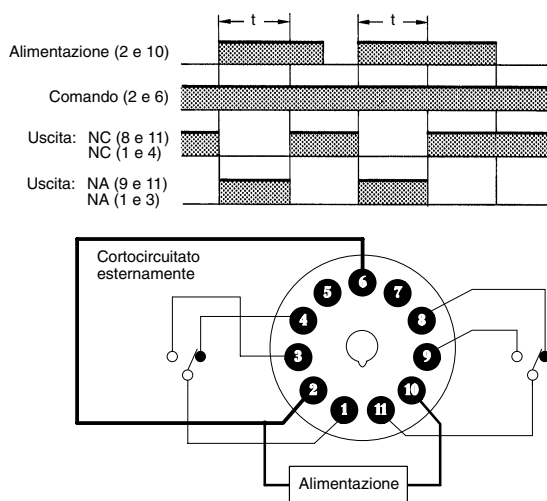 t
t
Alimentazione (2 e 10)
Comando (2 e 6)
Uscita: NC (8 e 11)
NC (1 e 4)
Uscita: NA (9 e 11)
NA (1 e 3)
Cortocircuitato
esternamente
6
5
7
4
8
3
9
2
10
1
11
Alimentazione